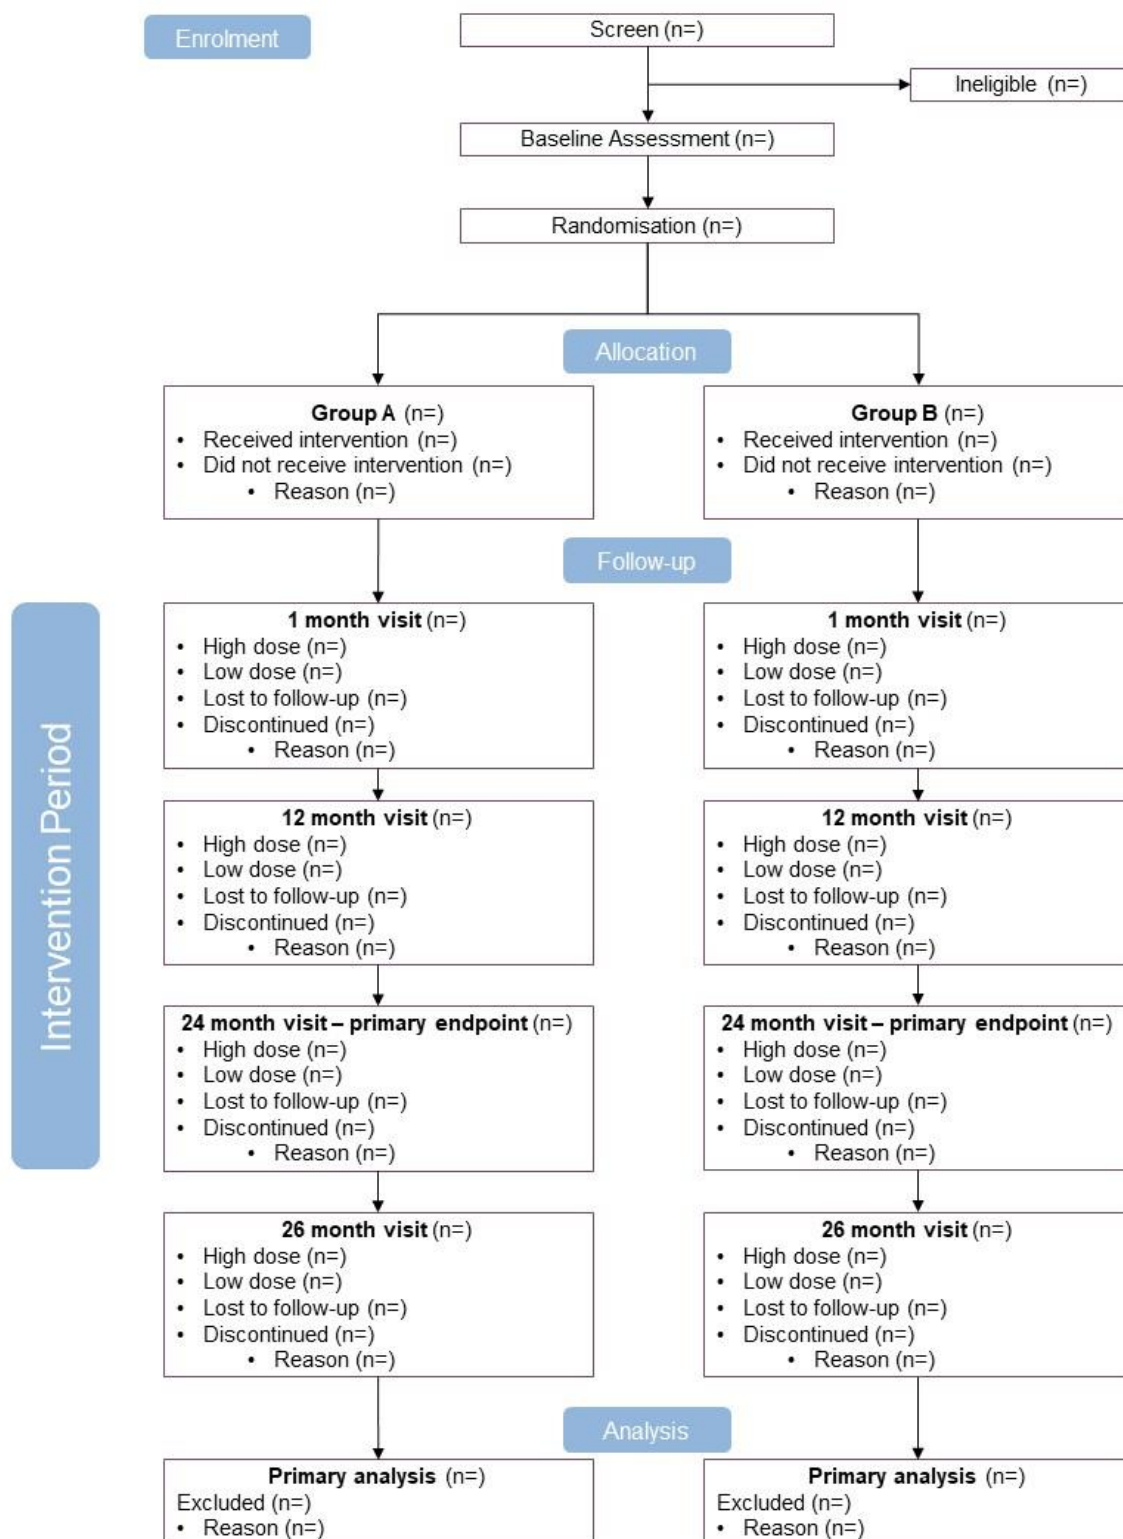 Enrolment
Screen (n=)
Ineligible (n=)
Baseline Assessment (n=)
Randomisation (n=)
Allocation
Group A (n=)
• Received intervention (n=)
• Did not receive intervention (n=)
• Reason (n=)
Group B (n=)
• Received intervention (n=)
• Did not receive intervention (n=)
• Reason (n=)
Follow-up
Intervention Period
1 month visit (n=)
• High dose (n=)
• Low dose (n=)
• Lost to follow-up (n=)
• Discontinued (n=)
• Reason (n=)
1 month visit (n=)
• High dose (n=)
• Low dose (n=)
• Lost to follow-up (n=)
• Discontinued (n=)
• Reason (n=)
12 month visit (n=)
• High dose (n=)
• Low dose (n=)
• Lost to follow-up (n=)
• Discontinued (n=)
• Reason (n=)
12 month visit (n=)
• High dose (n=)
• Low dose (n=)
• Lost to follow-up (n=)
• Discontinued (n=)
• Reason (n=)
24 month visit – primary endpoint (n=)
• High dose (n=)
• Low dose (n=)
• Lost to follow-up (n=)
• Discontinued (n=)
• Reason (n=)
24 month visit – primary endpoint (n=)
• High dose (n=)
• Low dose (n=)
• Lost to follow-up (n=)
• Discontinued (n=)
• Reason (n=)
26 month visit (n=)
• High dose (n=)
• Low dose (n=)
• Lost to follow-up (n=)
• Discontinued (n=)
• Reason (n=)
26 month visit (n=)
• High dose (n=)
• Low dose (n=)
• Lost to follow-up (n=)
• Discontinued (n=)
• Reason (n=)
Analysis
Primary analysis (n=)
Excluded (n=)
• Reason (n=)
Primary analysis (n=)
Excluded (n=)
• Reason (n=)